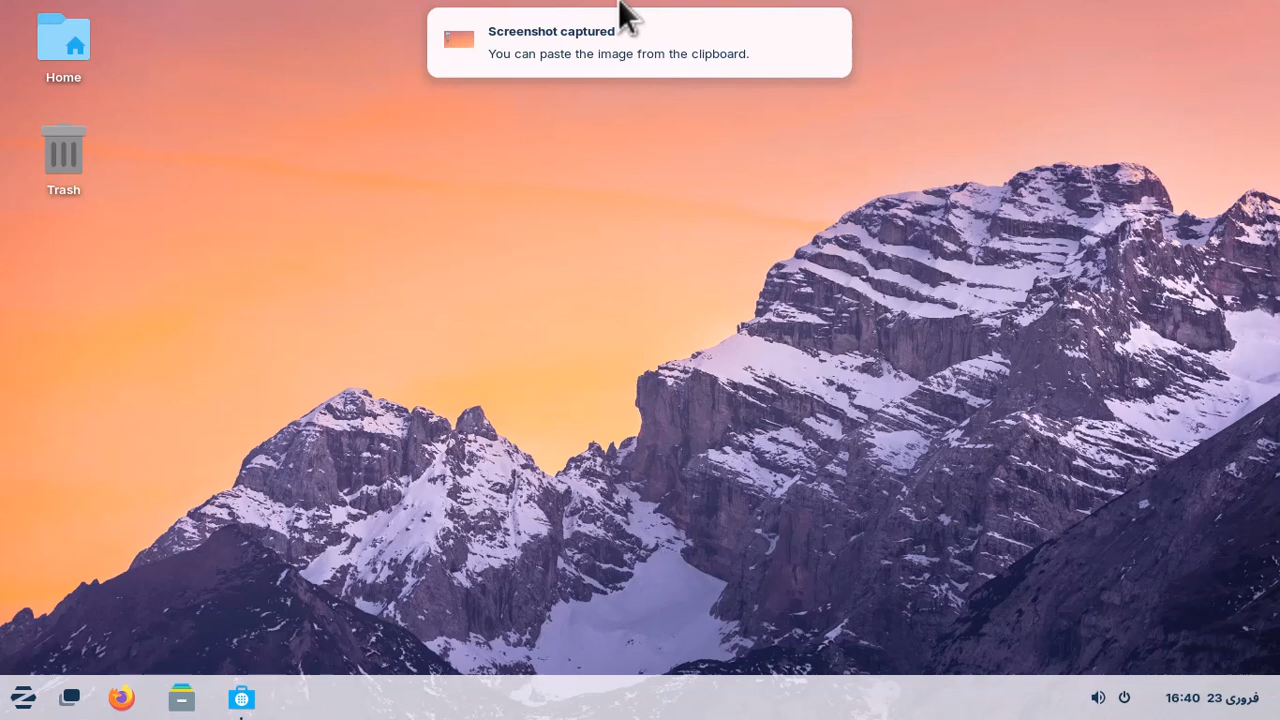 Screenshot captured
You can paste the image from the clipboard.
Home
Trash
16:40 23 فروری